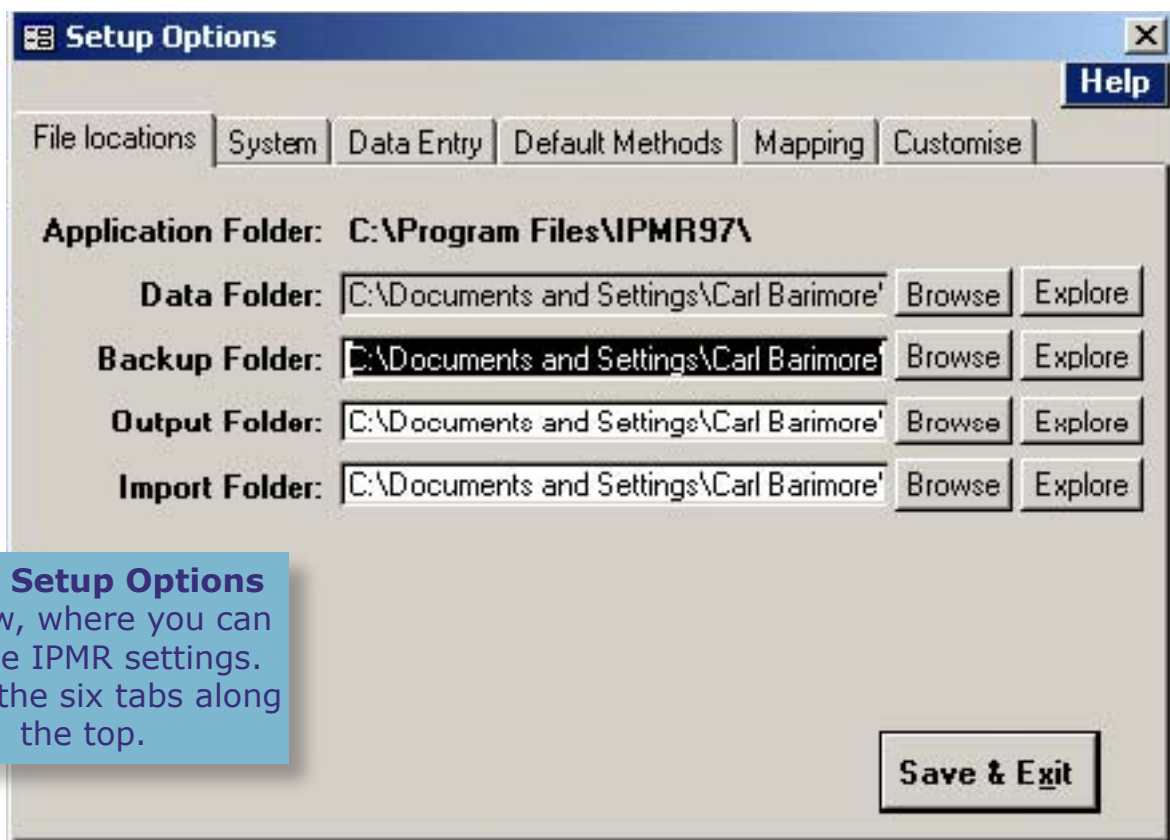 Setup Options
Help
File locations System Data Entry Default Methods Mapping Customise
Application Folder: C:\Program Files\IPMR97\
Data Folder: C:\Documents and Settings\Carl Barimore' Browse Explore
Backup Folder: C:\Documents and Settings\Carl Barimore' Browse Explore
Output Folder: C:\Documents and Settings\Carl Barimore' Browse Explore
Import Folder: C:\Documents and Settings\Carl Barimore' Browse Explore
Setup Options
w, where you can
e IPMR settings.
the six tabs along
the top.
Save & Exit